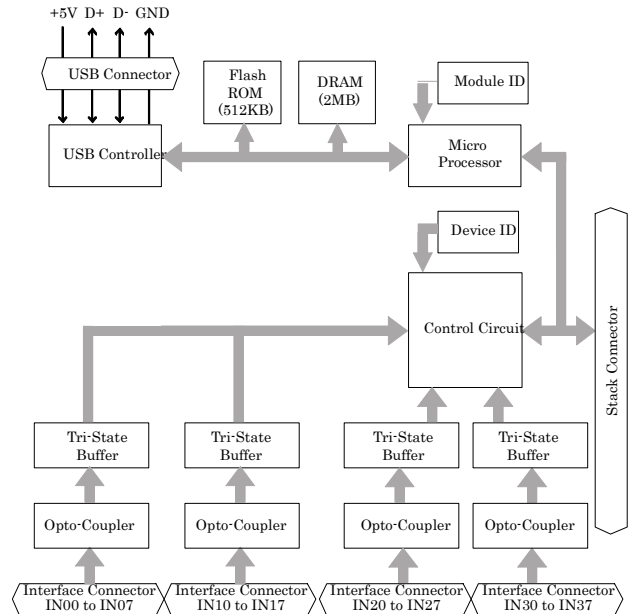 +5V D+ D- GND
USB Connector
Flash
ROM
(512KB)
DRAM
(2MB)
Module ID
USB Controller
Micro
Processor
Device ID
Control Circuit
Stack Connector
Tri-State
Buffer
Tri-State
Buffer
Tri-State
Buffer
Tri-State
Buffer
Opto-Coupler
Opto-Coupler
Opto-Coupler
Opto-Coupler
Interface Connector
IN00 to IN07
Interface Connector
IN10 to IN17
Interface Connector
IN20 to IN27
Interface Connector
IN30 to IN37